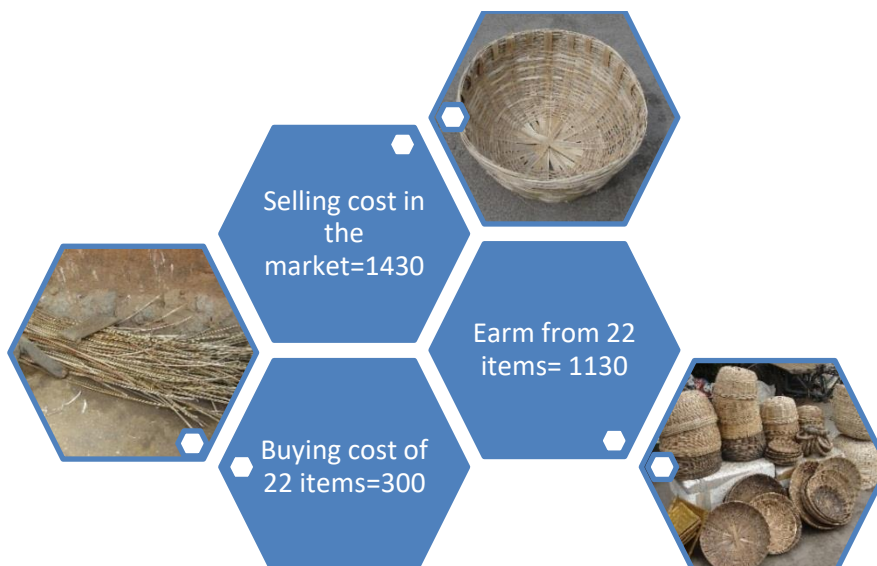 Selling cost in
the
market=1430
Earm from 22
items= 1130
Buying cost of
22 items=300